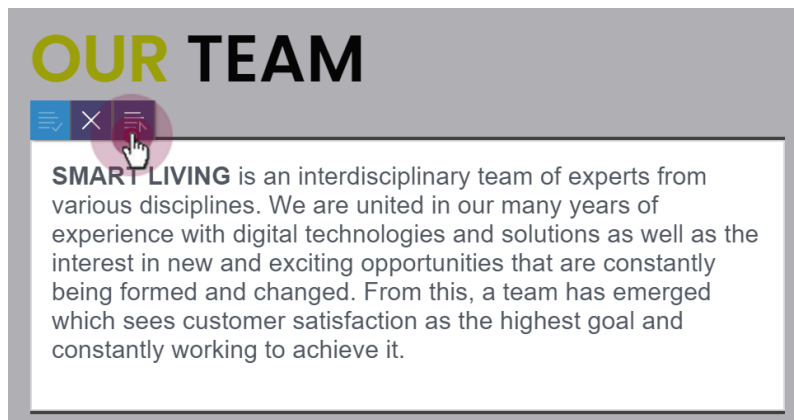 OUR TEAM
SMART LIVING is an interdisciplinary team of experts from
various disciplines. We are united in our many years of
experience with digital technologies and solutions as well as the
interest in new and exciting opportunities that are constantly
being formed and changed. From this, a team has emerged
which sees customer satisfaction as the highest goal and
constantly working to achieve it.